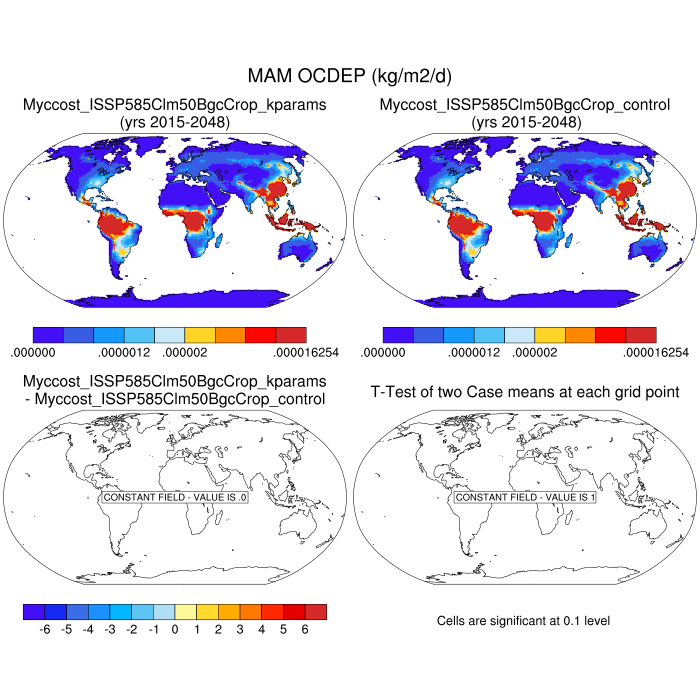 MAM OCDEP (kg/m2/d)
Myccost_ISSP585Clm50BgcCrop_kparams
(yrs 2015-2048)
Myccost_ISSP585Clm50BgcCrop_control
(yrs 2015-2048)
.000000 .0000012 .000002 .000016254
.000000 .0000012 .000002 .000016254
Myccost_ISSP585Clm50BgcCrop_kparams
- Myccost_ISSP585Clm50BgcCrop_control
T-Test of two Case means at each grid point
CONSTANT FIELD - VALUE IS .0
CONSTANT FIELD - VALUE IS 1
-6 -5 -4 -3 -2 -1 0 1 2 3 4 5 6
Cells are significant at 0.1 level